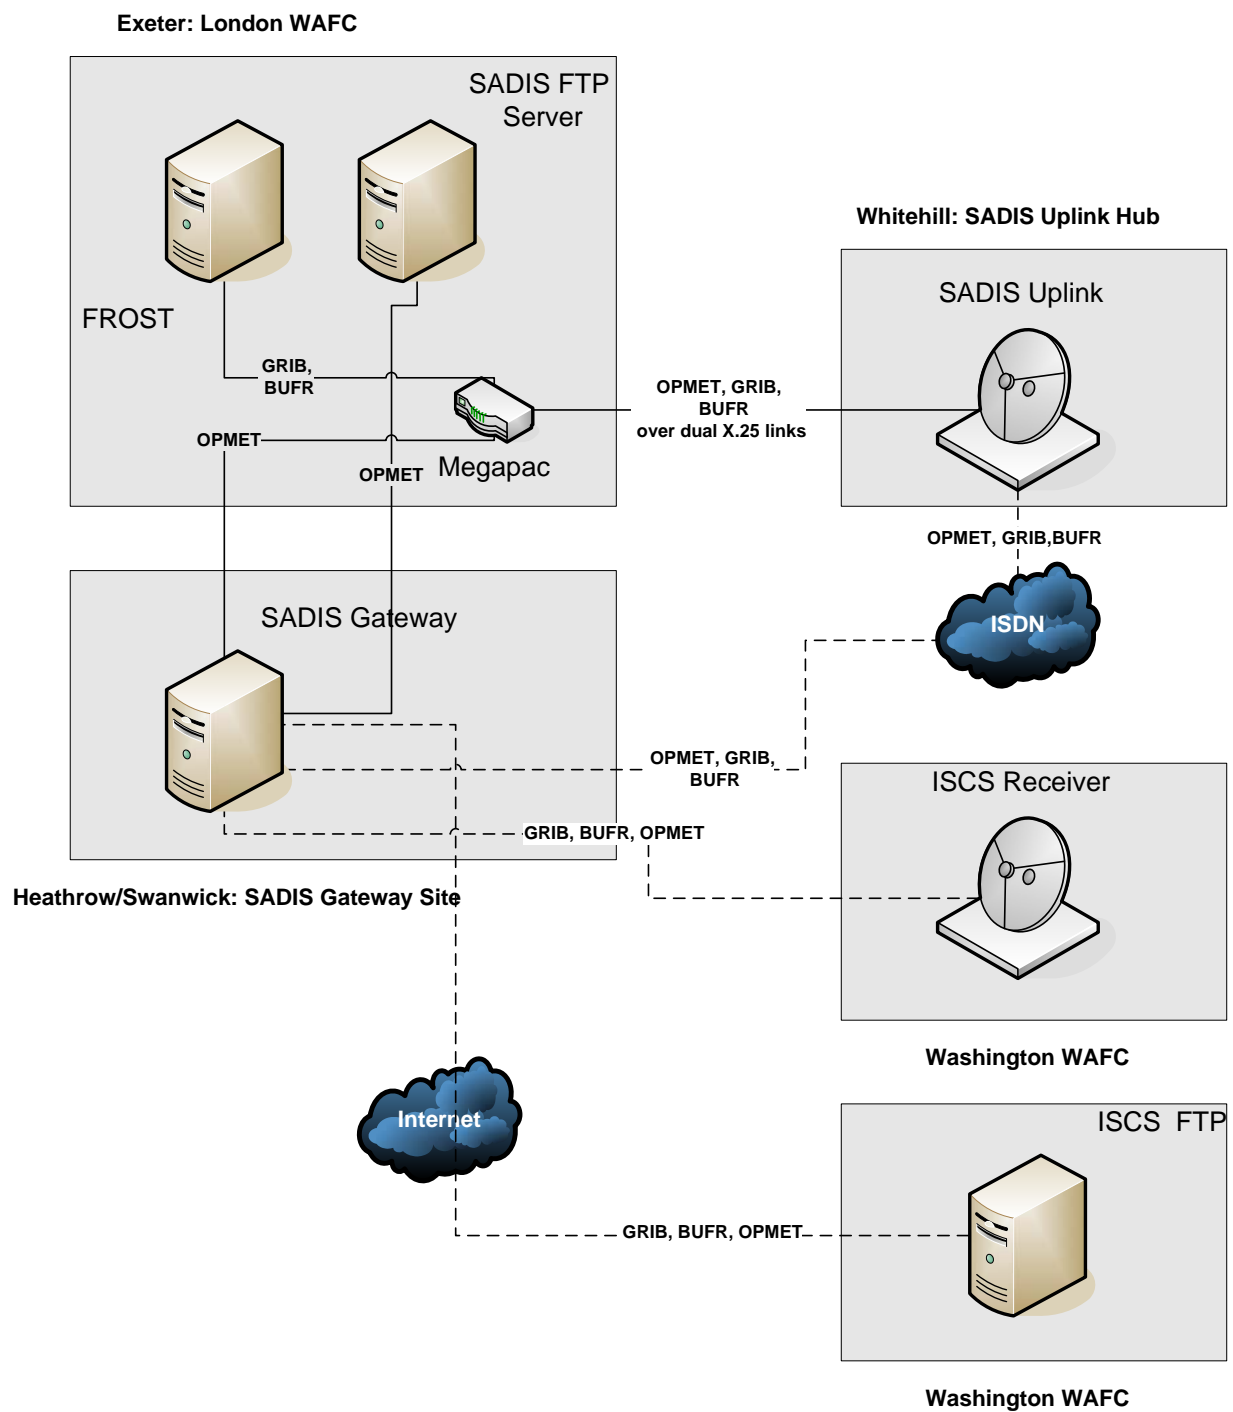 Exeter: London WAFC
SADIS FTP
Server
Whitehill: SADIS Uplink Hub
SADIS Uplink
FROST
GRIB,
BUFR
OPMET, GRIB,
BUFR
over dual X.25 links
OPMET
OPMET
Megapac
OPMET, GRIB,BUFR
SADIS Gateway
ISDN
OPMET, GRIB,
BUFR
ISCS Receiver
GRIB, BUFR, OPMET
Heathrow/Swanwick: SADIS Gateway Site
Washington WAFC
Internet
ISCS  FTP
GRIB, BUFR, OPMET
Washington WAFC